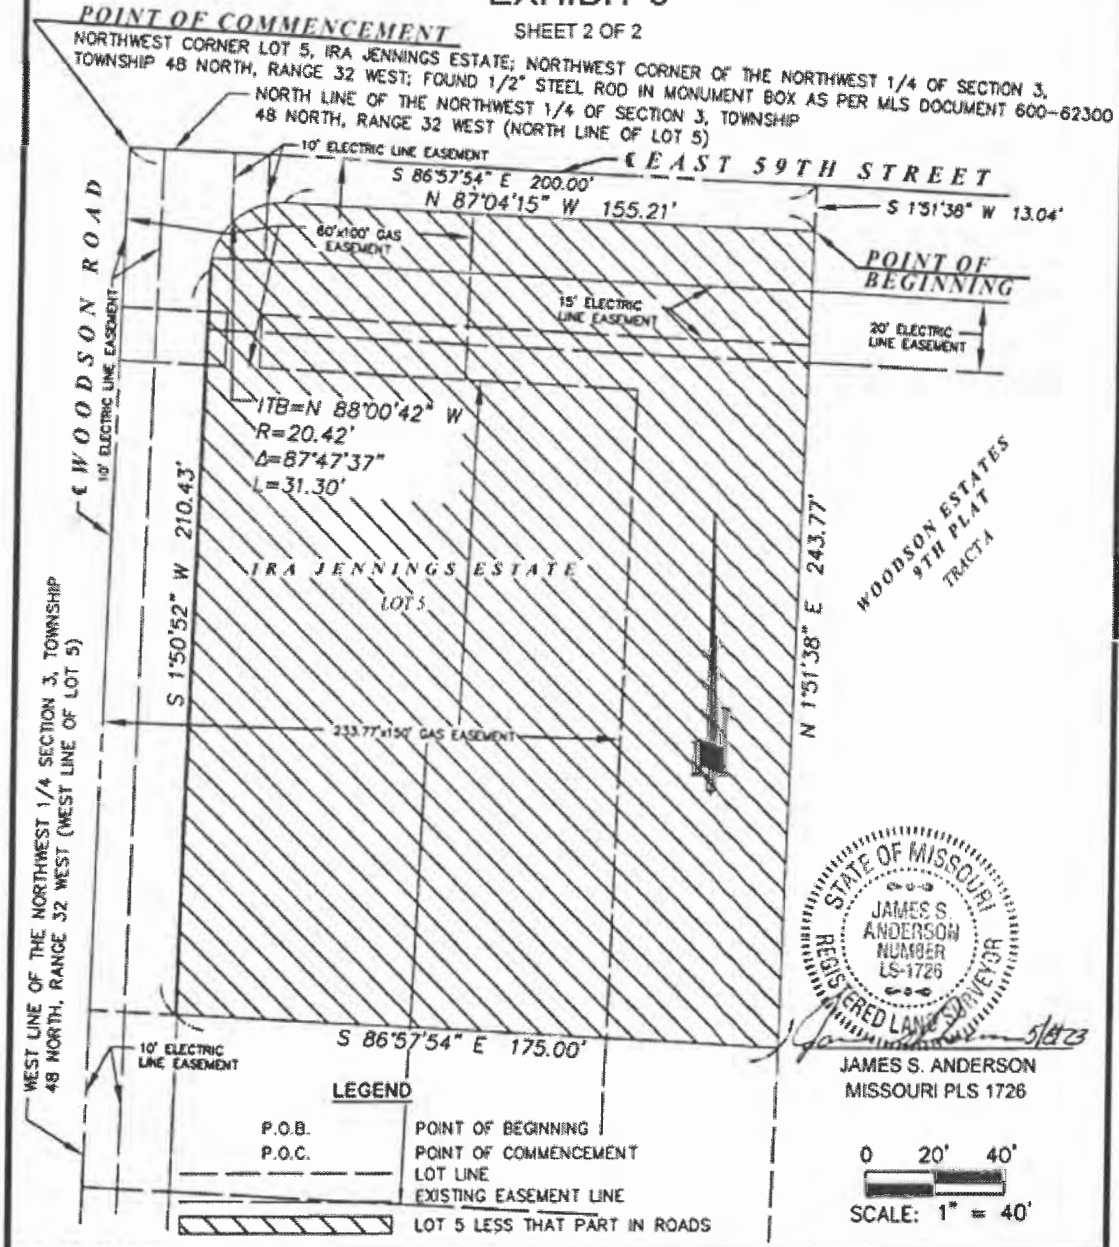 SHEET 2 OF 2
POINT OF COMMENCEMENT
NORTHWEST CORNER LOT 5, IRA JENNINGS ESTATE; NORTHWEST CORNER OF THE NORTHWEST 1/4 OF SECTION 3,
TOWNSHIP 48 NORTH, RANGE 32 WEST; FOUND 1/2" STEEL ROD IN MONUMENT BOX AS PER MLS DOCUMENT 600-62300
NORTH LINE OF THE NORTHWEST 1/4 OF SECTION 3, TOWNSHIP
48 NORTH, RANGE 32 WEST (NORTH LINE OF LOT 5)
10' ELECTRIC LINE EASEMENT
℄ EAST 59TH STREET
S 86°57'54" E 200.00'
N 87°04'15" W 155.21'
S 1°51'38" W 13.04'
60'x100' GAS
EASEMENT
POINT OF
BEGINNING
℄ WOODSON ROAD
10' ELECTRIC LINE EASEMENT
15' ELECTRIC
LINE EASEMENT
20' ELECTRIC
LINE EASEMENT
ITB=N 88°00'42" W
R=20.42'
Δ=87°47'37"
L=31.30'
S 1°50'52" W 210.43'
IRA JENNINGS ESTATE
LOT 5
N 1°51'38" E 243.77'
WOODSON ESTATES
9TH PLAT
TRACT A
233.77'x150' GAS EASEMENT
WEST LINE OF THE NORTHWEST 1/4 SECTION 3, TOWNSHIP
48 NORTH, RANGE 32 WEST (WEST LINE OF LOT 5)
STATE OF MISSOURI
JAMES S.
ANDERSON
NUMBER
LS-1726
REGISTERED LAND SURVEYOR
JAMES S. ANDERSON
MISSOURI PLS 1726
S 86°57'54" E 175.00'
10' ELECTRIC
LINE EASEMENT
LEGEND
P.O.B. POINT OF BEGINNING
P.O.C. POINT OF COMMENCEMENT
LOT LINE
EXISTING EASEMENT LINE
LOT 5 LESS THAT PART IN ROADS
0 20' 40'
SCALE: 1" = 40'